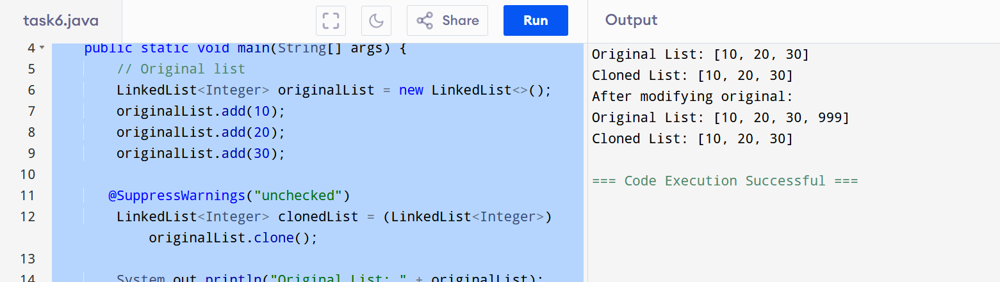 task6.java
Share
Run
Output
4 public static void main(String[] args) {
5 // Original list
6 LinkedList<Integer> originalList = new LinkedList<>();
7 originalList.add(10);
8 originalList.add(20);
9 originalList.add(30);
10
11 @SuppressWarnings("unchecked")
12 LinkedList<Integer> clonedList = (LinkedList<Integer>)
originalList.clone();
13
14 System.out.println("Original List: " + originalList);
Original List: [10, 20, 30]
Cloned List: [10, 20, 30]
After modifying original:
Original List: [10, 20, 30, 999]
Cloned List: [10, 20, 30]
=== Code Execution Successful ===